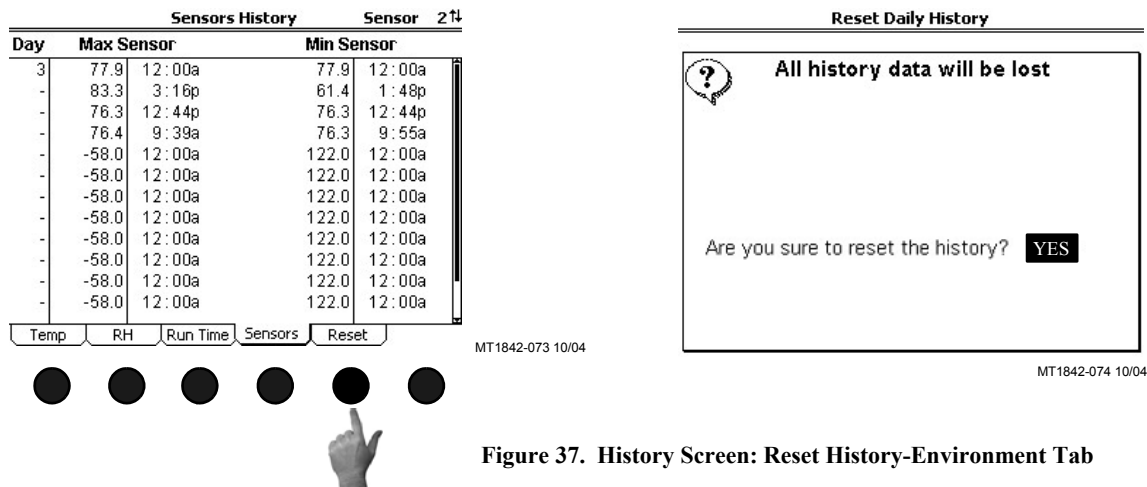 Sensors History Sensor 2
Day Max Sensor Min Sensor
3 77.9 12:00a 77.9 12:00a
- 83.3 3:16p 61.4 1:48p
- 76.3 12:44p 76.3 12:44p
- 76.4 9:39a 76.3 9:55a
- -58.0 12:00a 122.0 12:00a
- -58.0 12:00a 122.0 12:00a
- -58.0 12:00a 122.0 12:00a
- -58.0 12:00a 122.0 12:00a
- -58.0 12:00a 122.0 12:00a
- -58.0 12:00a 122.0 12:00a
- -58.0 12:00a 122.0 12:00a
- -58.0 12:00a 122.0 12:00a
Temp RH Run Time Sensors Reset
MT1842-073 10/04
Reset Daily History
?
All history data will be lost
Are you sure to reset the history? YES
MT1842-074 10/04
Figure 37. History Screen: Reset History-Environment Tab